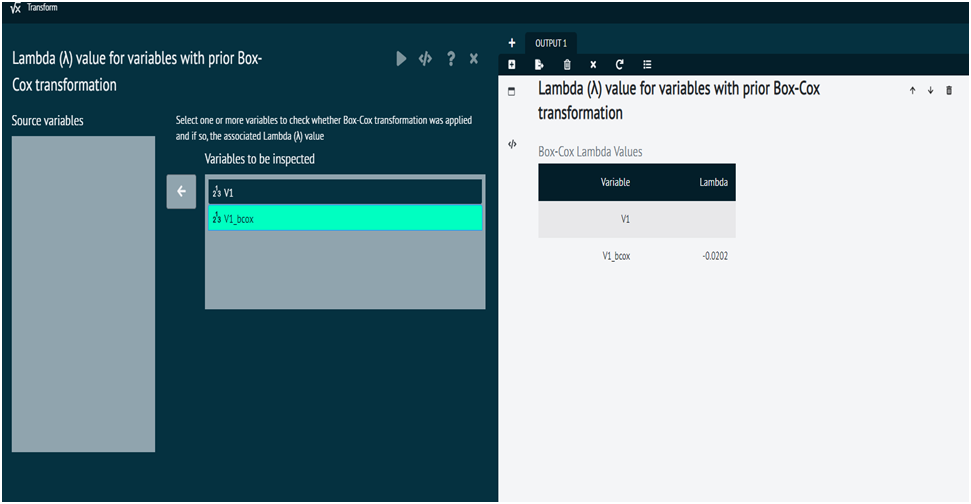 √x Transform
Lambda (λ) value for variables with prior Box-
Cox transformation
</>
?
Source variables
Select one or more variables to check whether Box-Cox transformation was applied
and if so, the associated Lambda (λ) value
Variables to be inspected
V1
V1_bcox
+ OUTPUT 1
Lambda (λ) value for variables with prior Box-Cox
transformation
</>
Box-Cox Lambda Values
Variable Lambda
V1
V1_bcox -0.0202